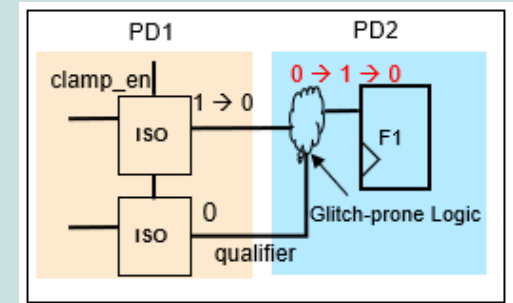 PD1 PD2
clamp_en 0 → 1 → 0
1 → 0
ISO F1
0 Glitch-prone Logic
ISO
qualifier